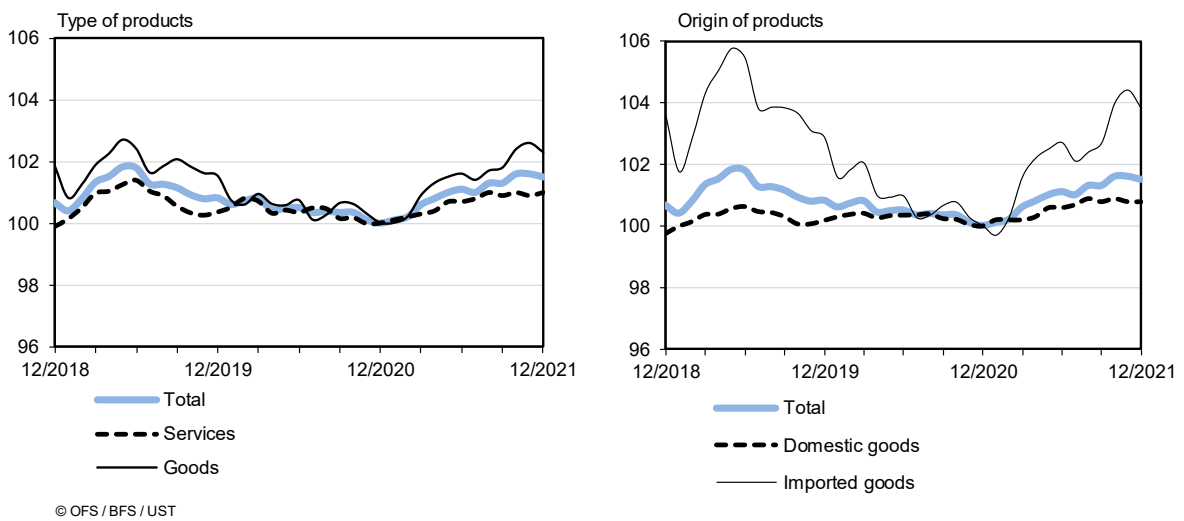 Type of products
106
104
102
100
98
96
12/2018
12/2019
12/2020
12/2021
Total
Services
Goods
Origin of products
106
104
102
100
98
96
12/2018
12/2019
12/2020
12/2021
Total
Domestic goods
Imported goods
© OFS / BFS / UST